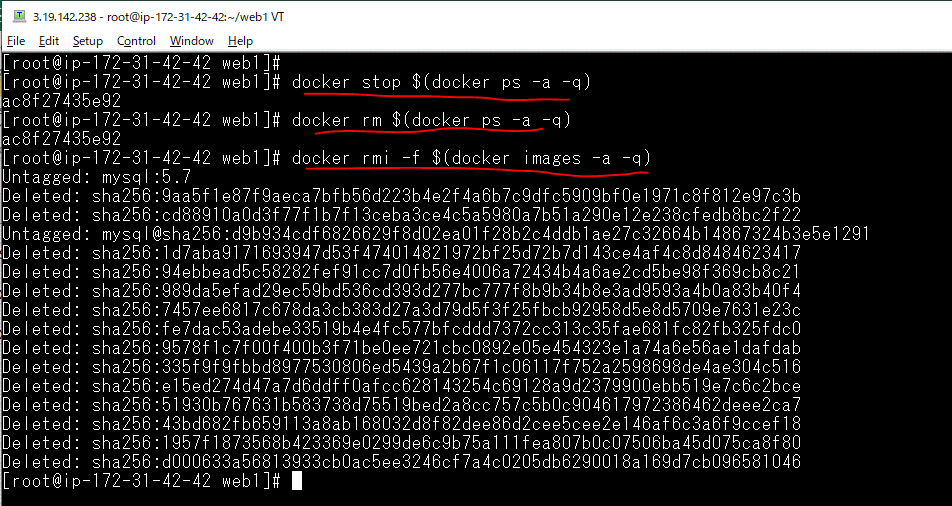 3.19.142.238 - root@ip-172-31-42-42:~/web1 VT
File Edit Setup Control Window Help
[root@ip-172-31-42-42 web1]#
[root@ip-172-31-42-42 web1]# docker stop $(docker ps -a -q)
ac8f27435e92
[root@ip-172-31-42-42 web1]# docker rm $(docker ps -a -q)
ac8f27435e92
[root@ip-172-31-42-42 web1]# docker rmi -f $(docker images -a -q)
Untagged: mysql:5.7
Deleted: sha256:9aa5f1e87f9aeca7bfb56d223b4e2f4a6b7c9dfc5909bf0e1971c8f812e97c3b
Deleted: sha256:cd88910a0d3f77f1b7f13ceba3ce4c5a5980a7b51a290e12e238cfedb8bc2f22
Untagged: mysql@sha256:d9b934cdf6826629f8d02ea01f28b2c4ddb1ae27c32664b14867324b3e5e1291
Deleted: sha256:1d7aba9171693947d53f474014821972bf25d72b7d143ce4af4c8d8484623417
Deleted: sha256:94ebbead5c58282fef91cc7d0fb56e4006a72434b4a6ae2cd5be98f369cb8c21
Deleted: sha256:989da5efad29ec59bd536cd393d277bc777f8b9b34b8e3ad9593a4b0a83b40f4
Deleted: sha256:7457ee6817c678da3cb383d27a3d79d5f3f25fbcb92958d5e8d5709e7631e23c
Deleted: sha256:fe7dac53adebe33519b4e4fc577bfcddd7372cc313c35fae681fc82fb325fdc0
Deleted: sha256:9578f1c7f00f400b3f71be0ee721cbc0892e05e454323e1a74a6e56ae1dafdab
Deleted: sha256:335f9f9fbbd8977530806ed5439a2b67f1c06117f752a2598698de4ae304c516
Deleted: sha256:e15ed274d47a7d6ddff0afcc628143254c69128a9d2379900ebb519e7c6c2bce
Deleted: sha256:51930b767631b583738d75519bed2a8cc757c5b0c904617972386462deee2ca7
Deleted: sha256:43bd682fb659113a8ab168032d8f82dee86d2cee5cee2e146af6c3a6f9ccef18
Deleted: sha256:1957f1873568b423369e0299de6c9b75a111fea807b0c07506ba45d075ca8f80
Deleted: sha256:d000633a56813933cb0ac5ee3246cf7a4c0205db6290018a169d7cb096581046
[root@ip-172-31-42-42 web1]#